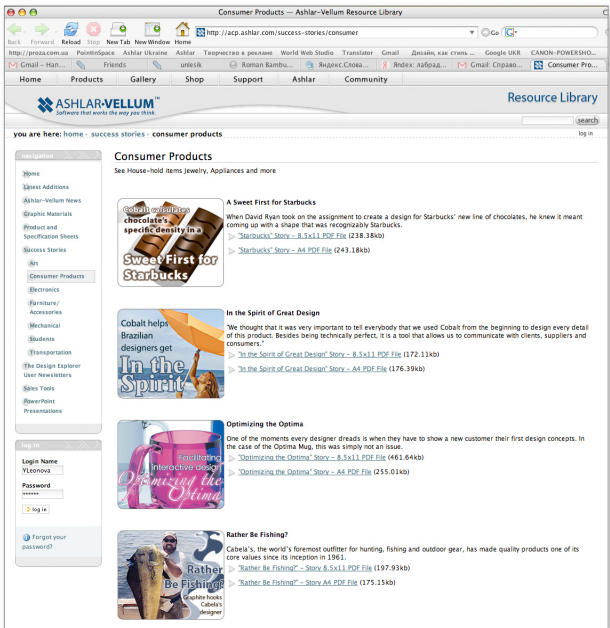 Consumer Products — Ashlar-Vellum Resource Library
http://acp.ashlar.com/success-stories/consumer
Go
Back Forward Reload Stop New Tab New Window Home
http://proza.com.ua PointInSpace Ashlar Ukraine Ashlar Творчество в рекламе World Web Studio Translator Gmail Дизайн, как стиль ... Google UKR CANON-POWERSHO...
Gmail – Han... Friends unlesik Roman Bambu... Яндекс.Слова... Яndex: лабрад... Gmail: Справо... Consumer Pro...
Home Products Gallery Shop Support Ashlar Community
ASHLAR-VELLUM™
Software that works the way you think.
Resource Library
search
you are here: home - success stories - consumer products
log in
navigation
Home
Latest Additions
Ashlar-Vellum News
Graphic Materials
Product and
Specification Sheets
Success Stories
Art
Consumer Products
Electronics
Furniture/
Accessories
Mechanical
Students
Transportation
The Design Explorer
User Newsletters
Sales Tools
PowerPoint
Presentations
log in
Login Name
YLeonova
Password
******
log in
Forgot your
password?
Consumer Products
See House-hold items Jewelry, Appliances and more
Cobalt calculates
chocolate's
specific density in a
Sweet First for
Starbucks
A Sweet First for Starbucks
When David Ryan took on the assignment to create a design for Starbucks' new line of chocolates, he knew it meant
coming up with a shape that was recognizably Starbucks.
"Starbucks" Story – 8.5x11 PDF File (238.38kb)
"Starbucks" Story – A4 PDF File (243.18kb)
Cobalt helps
Brazilian
designers get
In the
Spirit
In the Spirit of Great Design
"We thought that it was very important to tell everybody that we used Cobalt from the beginning to design every detail
of this product. Besides being technically perfect, it is a tool that allows us to communicate with clients, suppliers and
consumers."
"In the Spirit of Great Design" Story – 8.5x11 PDF File (172.11kb)
"In the Spirit of Great Design" Story – A4 PDF File (176.39kb)
Facilitating
interactive design
Optimizing the
Optima
Optimizing the Optima
One of the moments every designer dreads is when they have to show a new customer their first design concepts. In
the case of the Optima Mug, this was simply not an issue.
"Optimizing the Optima" Story – 8.5x11 PDF File (461.64kb)
"Optimizing the Optima" Story – A4 PDF File (255.01kb)
Rather
Be Fishing?
Graphite hooks
Cabela's
designer
Rather Be Fishing?
Cabela's, the world's foremost outfitter for hunting, fishing and outdoor gear, has made quality products one of its
core values since its inception in 1961.
"Rather Be Fishing?" – Story 8.5x11 PDF File (197.93kb)
"Rather Be Fishing?" – Story A4 PDF File (175.15kb)